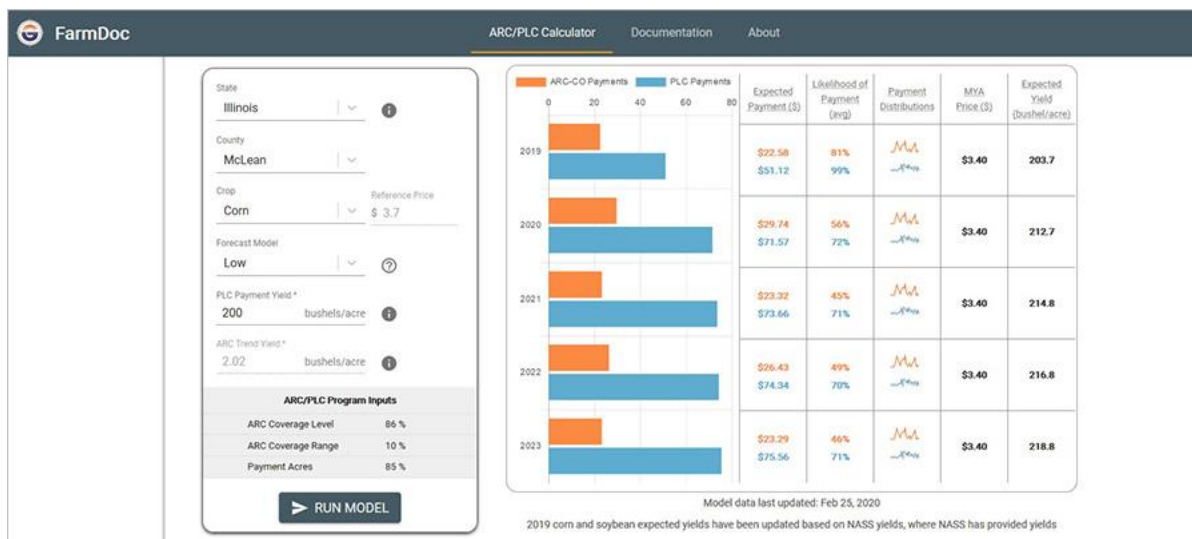 FarmDoc
ARC/PLC Calculator Documentation About
State
Illinois
County
McLean
Crop
Corn
Reference Price
$ 3.7
Forecast Model
Low
PLC Payment Yield *
200 bushels/acre
ARC Trend Yield *
2.02 bushels/acre
ARC/PLC Program Inputs
ARC Coverage Level 86 %
ARC Coverage Range 10 %
Payment Acres 85 %
RUN MODEL
ARC-CO Payments PLC Payments
0 20 40 60 80
Expected Payment ($)
Likelihood of Payment (avg)
Payment Distributions
MYA Price ($)
Expected Yield (bushel/acre)
2019
$22.58 81%
$51.12 99%
$3.40 203.7
2020
$29.74 56%
$71.57 72%
$3.40 212.7
2021
$23.32 45%
$73.66 71%
$3.40 214.8
2022
$26.43 49%
$74.34 70%
$3.40 216.8
2023
$23.29 46%
$75.56 71%
$3.40 218.8
Model data last updated: Feb 25, 2020
2019 corn and soybean expected yields have been updated based on NASS yields, where NASS has provided yields